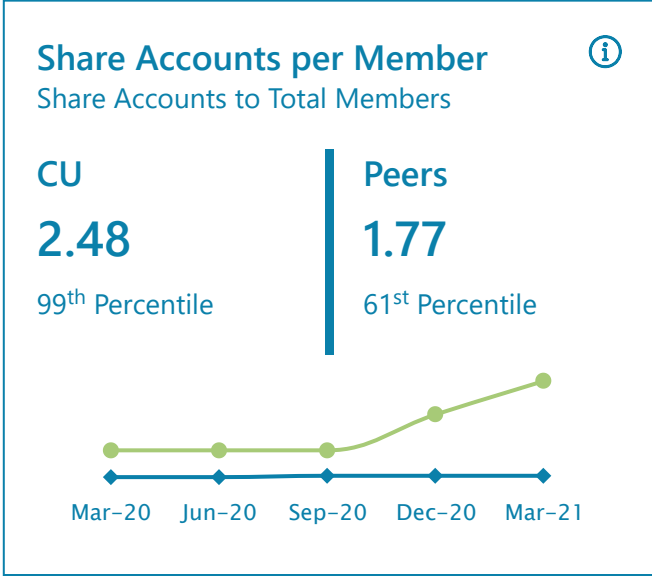 Share Accounts per Member
Share Accounts to Total Members
CU
2.48
99th Percentile
Peers
1.77
61st Percentile
Mar-20 Jun-20 Sep-20 Dec-20 Mar-21